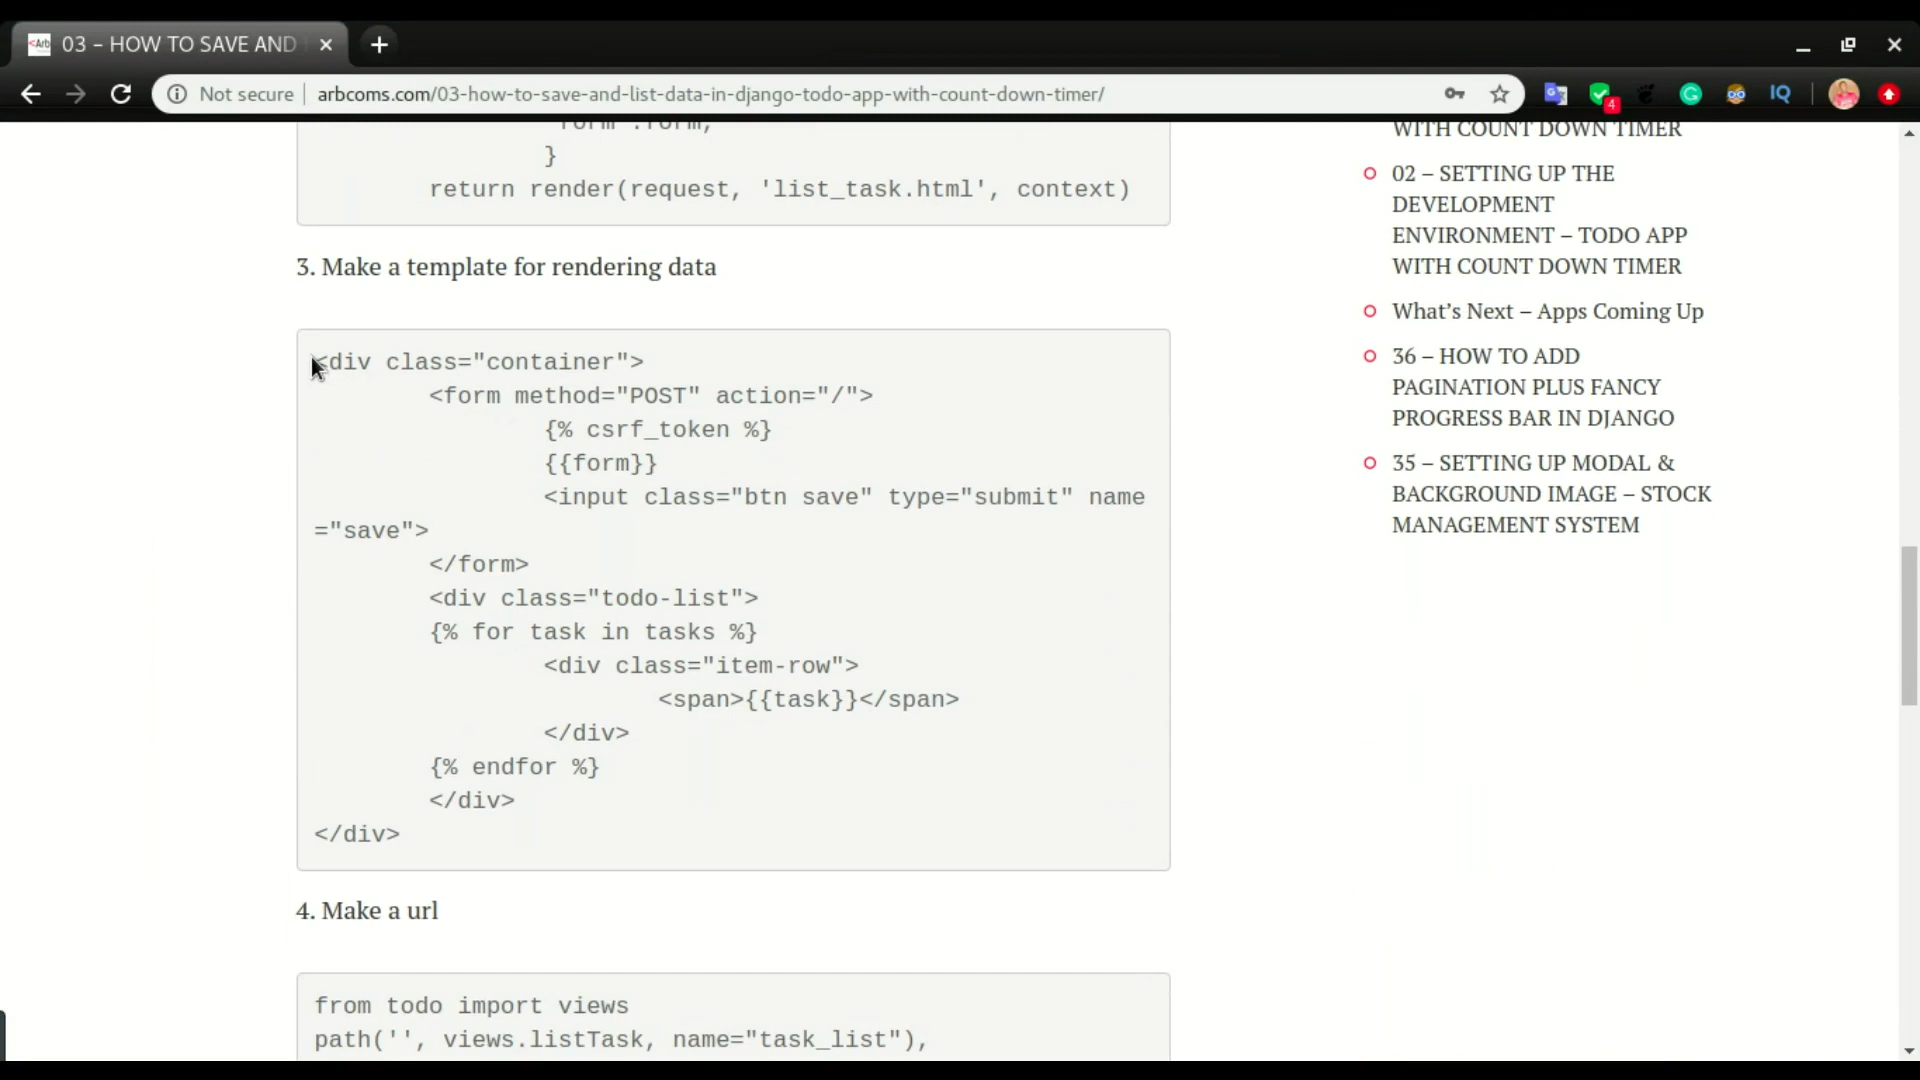 03 – HOW TO SAVE AND
Not secure
arbcoms.com/03-how-to-save-and-list-data-in-django-todo-app-with-count-down-timer/
4
IQ
}
return render(request, 'list_task.html', context)
3. Make a template for rendering data
<div class="container">
<form method="POST" action="/">
{% csrf_token %}
{{form}}
<input class="btn save" type="submit" name
="save">
</form>
<div class="todo-list">
{% for task in tasks %}
<div class="item-row">
<span>{{task}}</span>
</div>
{% endfor %}
</div>
</div>
4. Make a url
from todo import views
path('', views.listTask, name="task_list"),
WITH COUNT DOWN TIMER
02 – SETTING UP THE
DEVELOPMENT
ENVIRONMENT – TODO APP
WITH COUNT DOWN TIMER
What's Next – Apps Coming Up
36 – HOW TO ADD
PAGINATION PLUS FANCY
PROGRESS BAR IN DJANGO
35 – SETTING UP MODAL &
BACKGROUND IMAGE – STOCK
MANAGEMENT SYSTEM